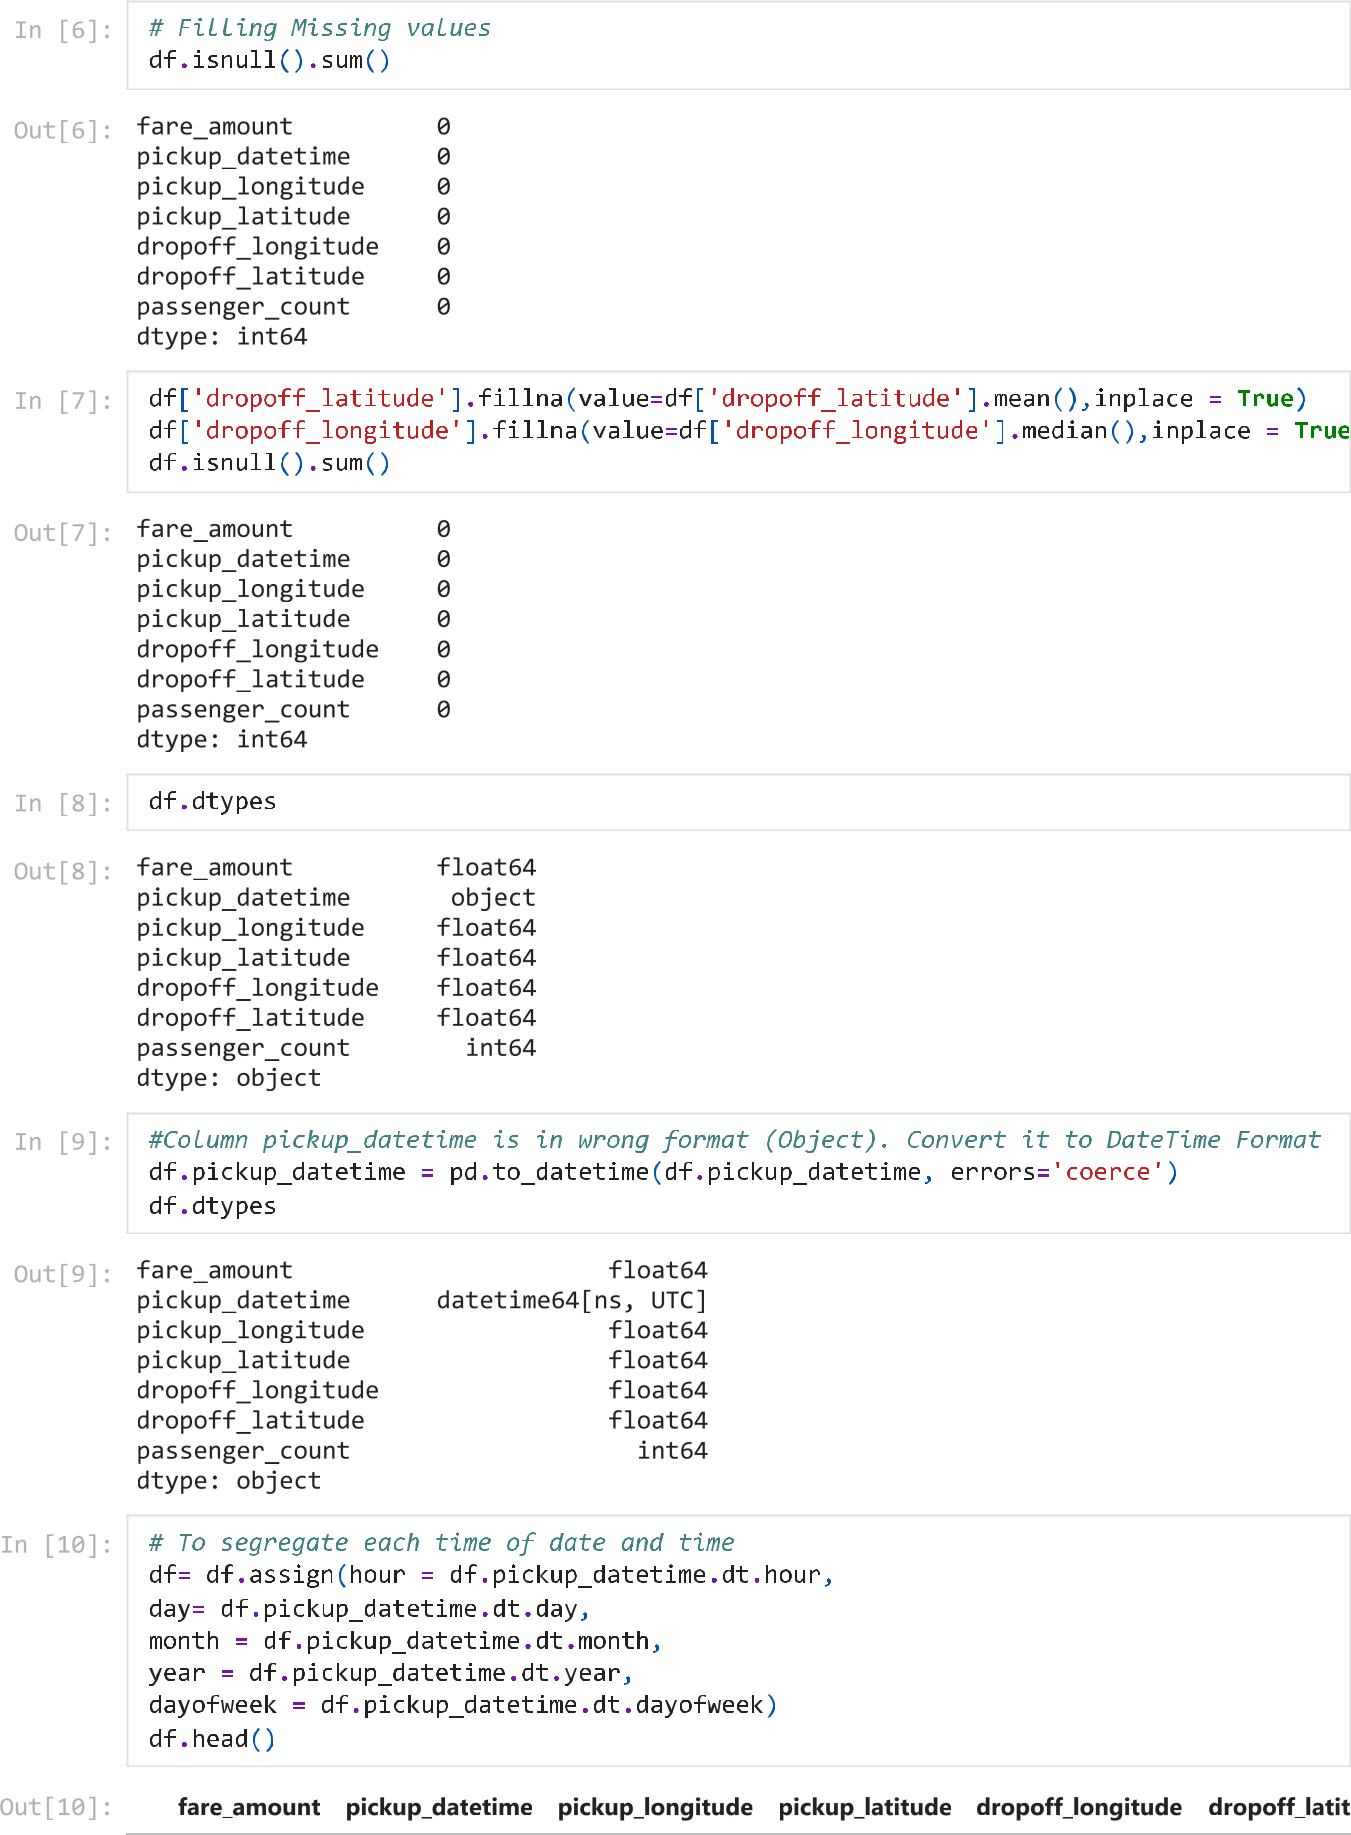 In [6]:
# Filling Missing values
df.isnull().sum()
Out[6]:
fare_amount 0
pickup_datetime 0
pickup_longitude 0
pickup_latitude 0
dropoff_longitude 0
dropoff_latitude 0
passenger_count 0
dtype: int64
In [7]:
df['dropoff_latitude'].fillna(value=df['dropoff_latitude'].mean(),inplace = True)
df['dropoff_longitude'].fillna(value=df['dropoff_longitude'].median(),inplace = True
df.isnull().sum()
Out[7]:
fare_amount 0
pickup_datetime 0
pickup_longitude 0
pickup_latitude 0
dropoff_longitude 0
dropoff_latitude 0
passenger_count 0
dtype: int64
In [8]:
df.dtypes
Out[8]:
fare_amount float64
pickup_datetime object
pickup_longitude float64
pickup_latitude float64
dropoff_longitude float64
dropoff_latitude float64
passenger_count int64
dtype: object
In [9]:
#Column pickup_datetime is in wrong format (Object). Convert it to DateTime Format
df.pickup_datetime = pd.to_datetime(df.pickup_datetime, errors='coerce')
df.dtypes
Out[9]:
fare_amount float64
pickup_datetime datetime64[ns, UTC]
pickup_longitude float64
pickup_latitude float64
dropoff_longitude float64
dropoff_latitude float64
passenger_count int64
dtype: object
In [10]:
# To segregate each time of date and time
df= df.assign(hour = df.pickup_datetime.dt.hour,
day= df.pickup_datetime.dt.day,
month = df.pickup_datetime.dt.month,
year = df.pickup_datetime.dt.year,
dayofweek = df.pickup_datetime.dt.dayofweek)
df.head()
Out[10]:
fare_amount pickup_datetime pickup_longitude pickup_latitude dropoff_longitude dropoff_latit